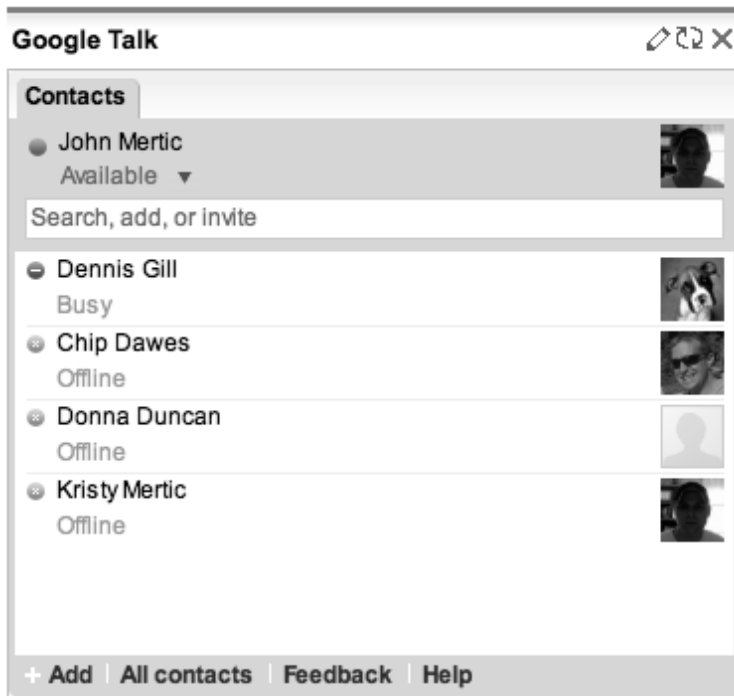 Google Talk
Contacts
John Mertic
Available
Search, add, or invite
Dennis Gill
Busy
Chip Dawes
Offline
Donna Duncan
Offline
Kristy Mertic
Offline
+ Add All contacts Feedback Help